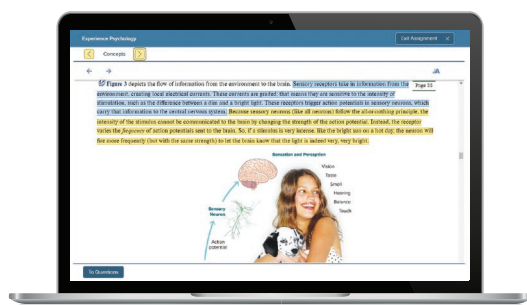 Experience Psychology
Exit Assignment X
Concepts
Figure 3 depicts the flow of information from the environment to the brain. Sensory receptors take in information from the
environment, creating local electrical currents. These currents are graded; that means they are sensitive to the intensity of
stimulation, such as the difference between a dim and a bright light. These receptors trigger action potentials in sensory neurons, which
carry that information to the central nervous system. Because sensory neurons (like all neurons) follow the all-or-nothing principle, the
intensity of the stimulus cannot be communicated to the brain by changing the strength of the action potential. Instead, the receptor
varies the frequency of action potentials sent to the brain. So, if a stimulus is very intense, like the bright sun on a hot day, the neuron will
fire more frequently (but with the same strength) to let the brain know that the light is indeed very, very bright.
Page
AA
Sensation and Perception
Vision
Taste
Smell
Hearing
Balance
Touch
Sensory
Neuron
Action
potential
To Questions